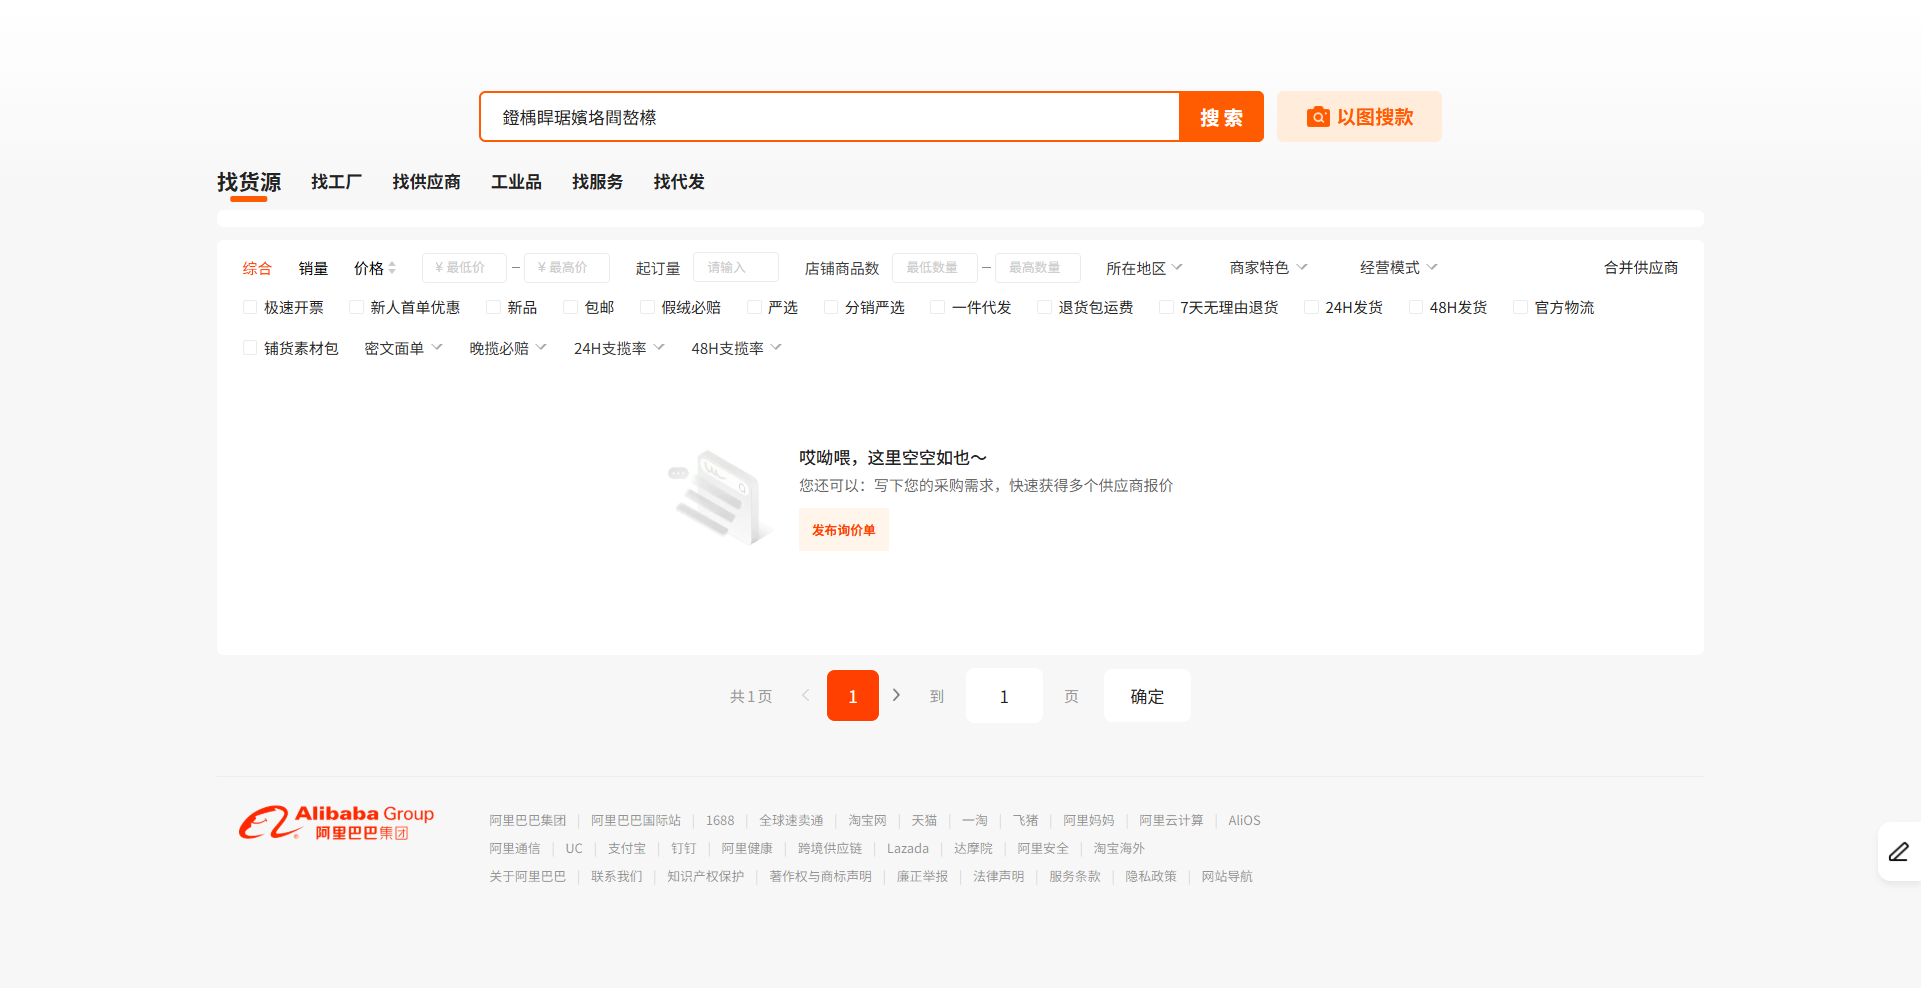 鐙楀睅琚嬪垎閰嶅櫒
搜索
以图搜款
找货源 找工厂 找供应商 工业品 找服务 找代发
综合 销量 价格 ¥ 最低价 - ¥ 最高价 起订量 请输入 店铺商品数 最低数量 - 最高数量 所在地区 商家特色 经营模式 合并供应商
极速开票 新人首单优惠 新品 包邮 假绒必赔 严选 分销严选 一件代发 退货包运费 7天无理由退货 24H发货 48H发货 官方物流
铺货素材包 密文面单 晚揽必赔 24H支揽率 48H支揽率
哎呦喂，这里空空如也～
您还可以：写下您的采购需求，快速获得多个供应商报价
发布询价单
共1页 1 到 1 页 确定
Alibaba Group
阿里巴巴集团
阿里巴巴集团 | 阿里巴巴国际站 | 1688 | 全球速卖通 | 淘宝网 | 天猫 | 一淘 | 飞猪 | 阿里妈妈 | 阿里云计算 | AliOS
阿里通信 | UC | 支付宝 | 钉钉 | 阿里健康 | 跨境供应链 | Lazada | 达摩院 | 阿里安全 | 淘宝海外
关于阿里巴巴 | 联系我们 | 知识产权保护 | 著作权与商标声明 | 廉正举报 | 法律声明 | 服务条款 | 隐私政策 | 网站导航